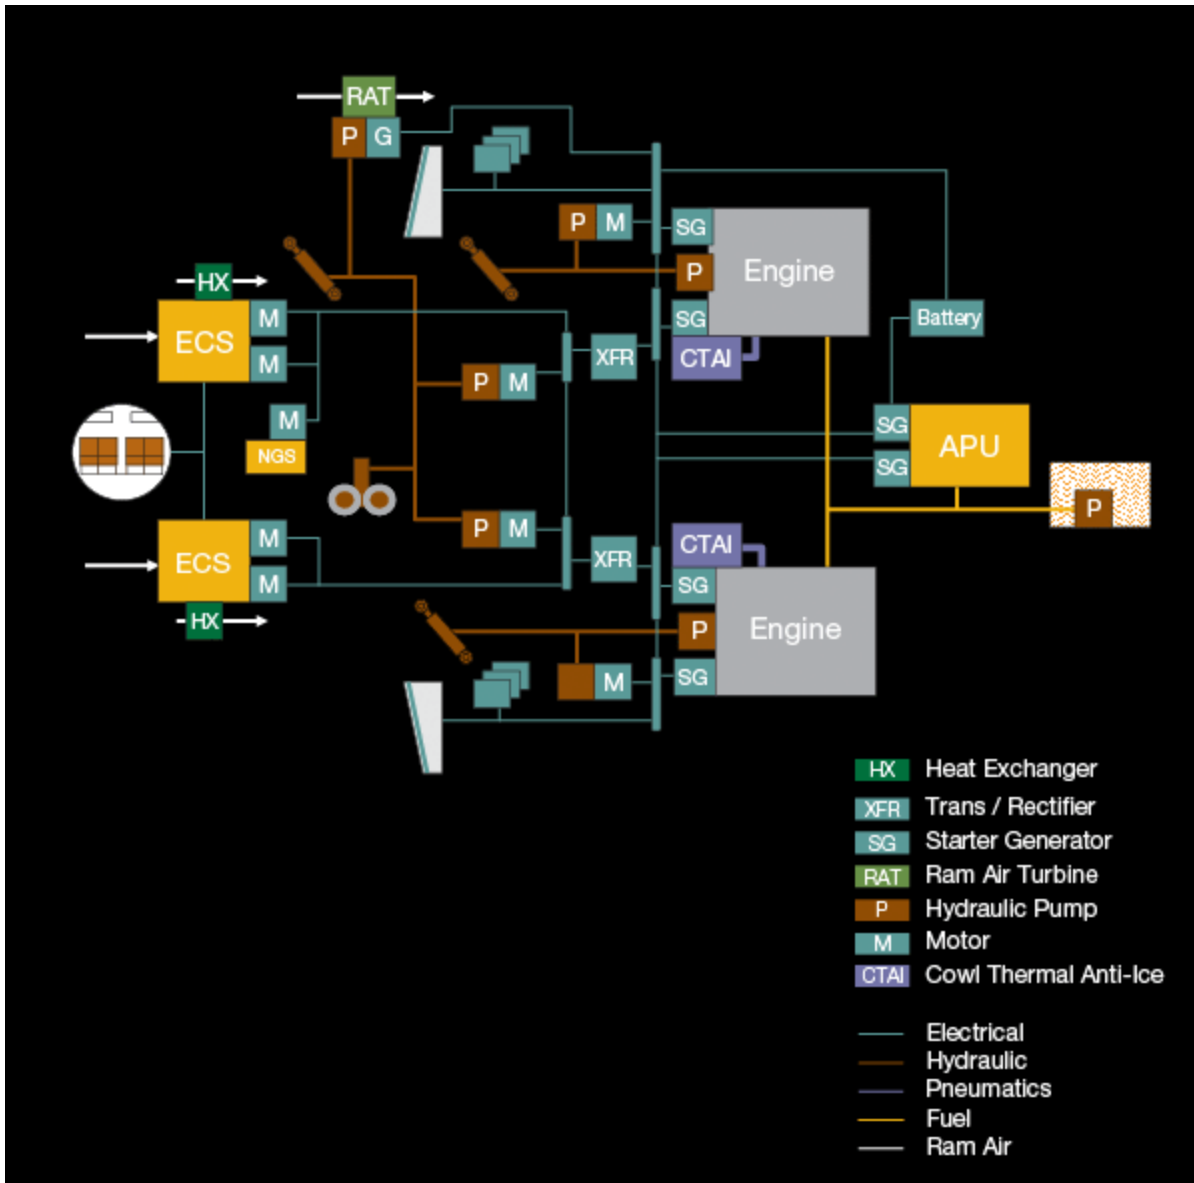 RAT
P G
P M
SG
Engine
P
HX
SG
M
ECS
Battery
XFR
CTAI
M
P M
M
SG
APU
NGS
SG
P
P M
M
CTAI
ECS
XFR
M
SG
HX
P
Engine
M
SG
HX Heat Exchanger
XFR Trans / Rectifier
SG Starter Generator
RAT Ram Air Turbine
P Hydraulic Pump
M Motor
CTAI Cowl Thermal Anti-Ice
Electrical
Hydraulic
Pneumatics
Fuel
Ram Air